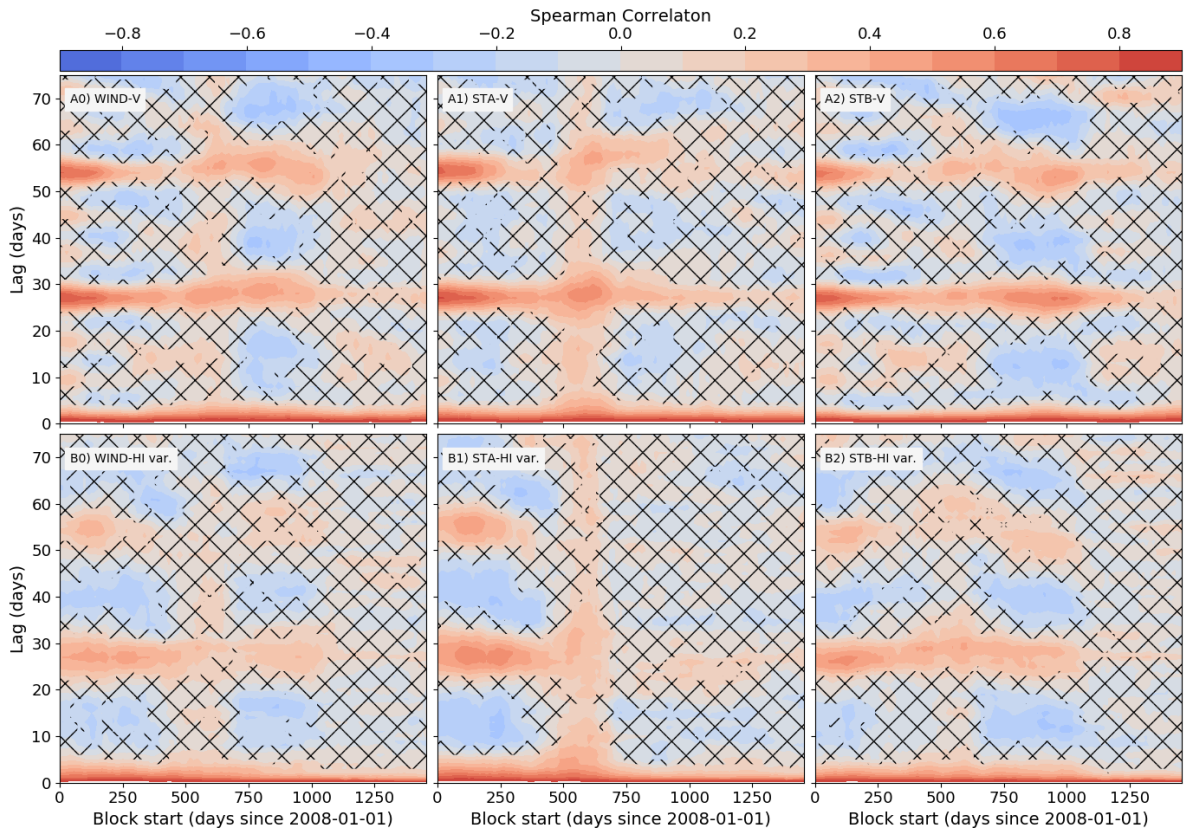 Spearman Correlaton
−0.8 −0.6 −0.4 −0.2 0.0 0.2 0.4 0.6 0.8
A0) WIND-V
A1) STA-V
A2) STB-V
70
60
50
40
30
20
10
0
Lag (days)
B0) WIND-HI var.
B1) STA-HI var.
B2) STB-HI var.
70
60
50
40
30
20
10
0
Lag (days)
0 250 500 750 1000 1250
0 250 500 750 1000 1250
0 250 500 750 1000 1250
Block start (days since 2008-01-01)
Block start (days since 2008-01-01)
Block start (days since 2008-01-01)